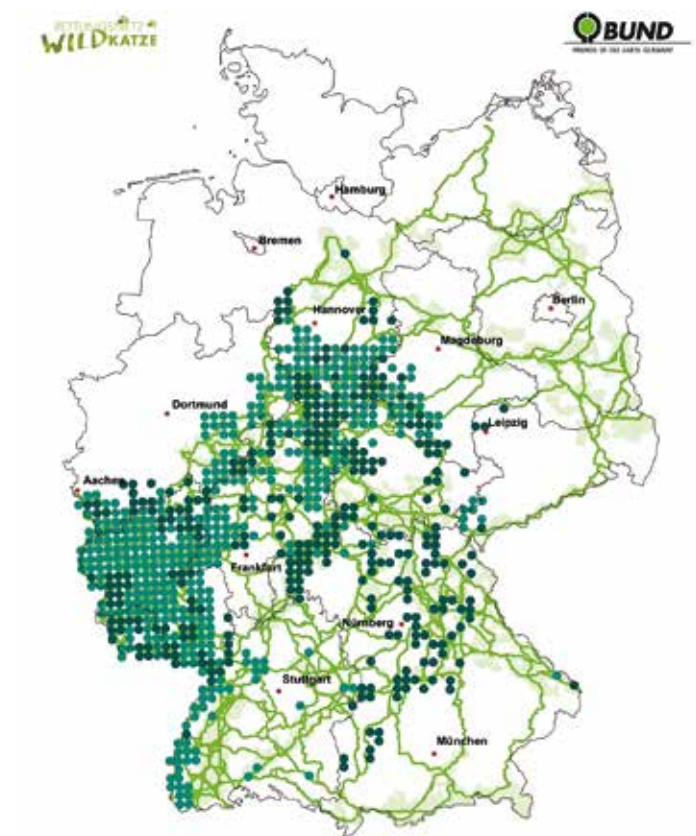 RETTUNGSNETZ
WILDKATZE
BUND
FRIENDS OF THE EARTH GERMANY
Hamburg
Bremen
Berlin
Hannover
Magdeburg
Dortmund
Leipzig
Aachen
Frankfurt
Nürnberg
Stuttgart
München